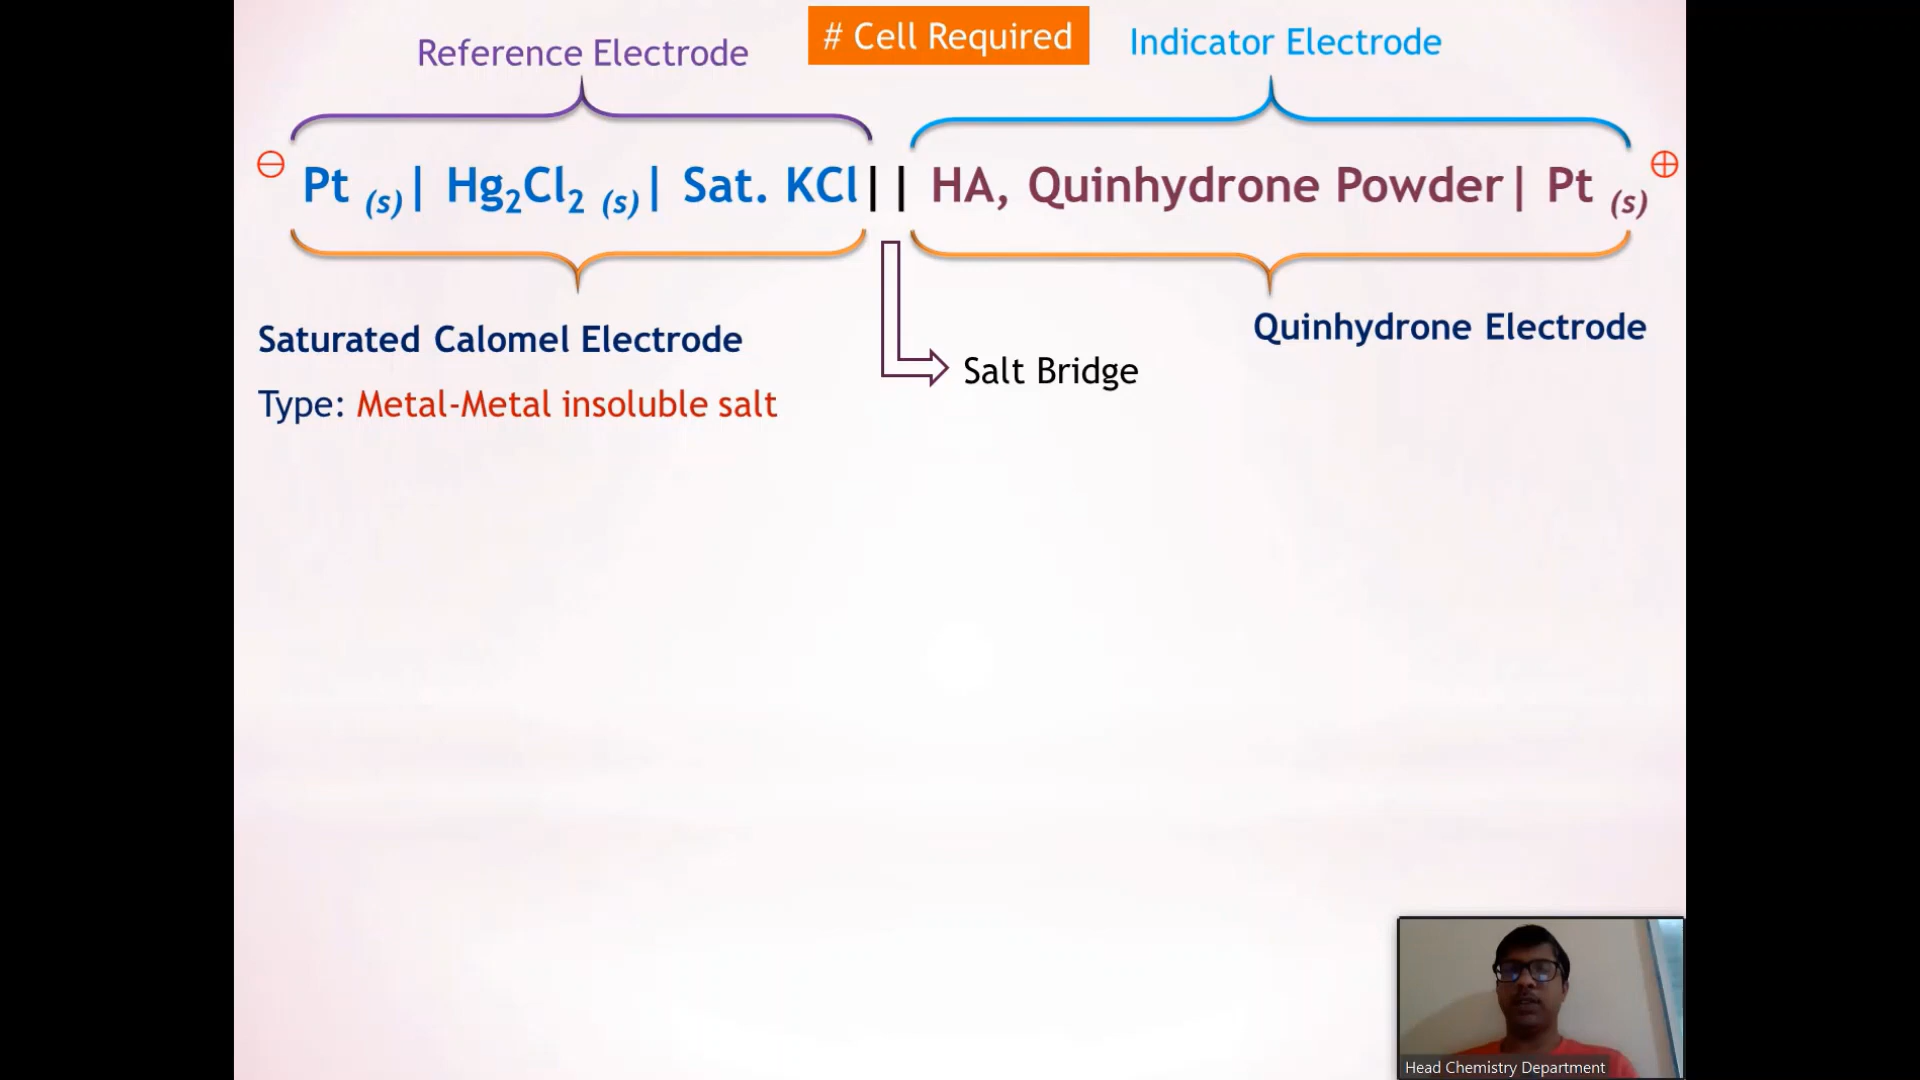 # Cell Required
Reference Electrode
Indicator Electrode
⊖ Pt (s)| Hg₂Cl₂ (s)| Sat. KCl|| HA, Quinhydrone Powder| Pt (s) ⊕
Saturated Calomel Electrode
Quinhydrone Electrode
Salt Bridge
Type: Metal-Metal insoluble salt
Head Chemistry Department